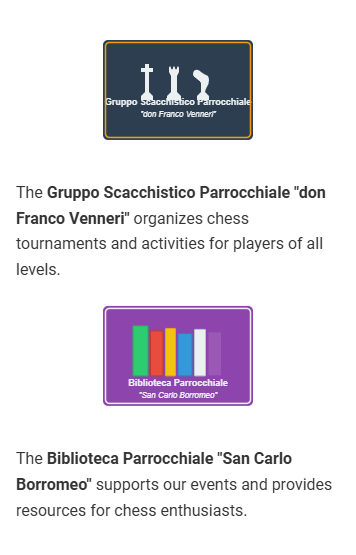 Gruppo Scacchistico Parrocchiale
"don Franco Venneri"
The Gruppo Scacchistico Parrocchiale "don
Franco Venneri" organizes chess
tournaments and activities for players of all
levels.
Biblioteca Parrocchiale
"San Carlo Borromeo"
The Biblioteca Parrocchiale "San Carlo
Borromeo" supports our events and provides
resources for chess enthusiasts.